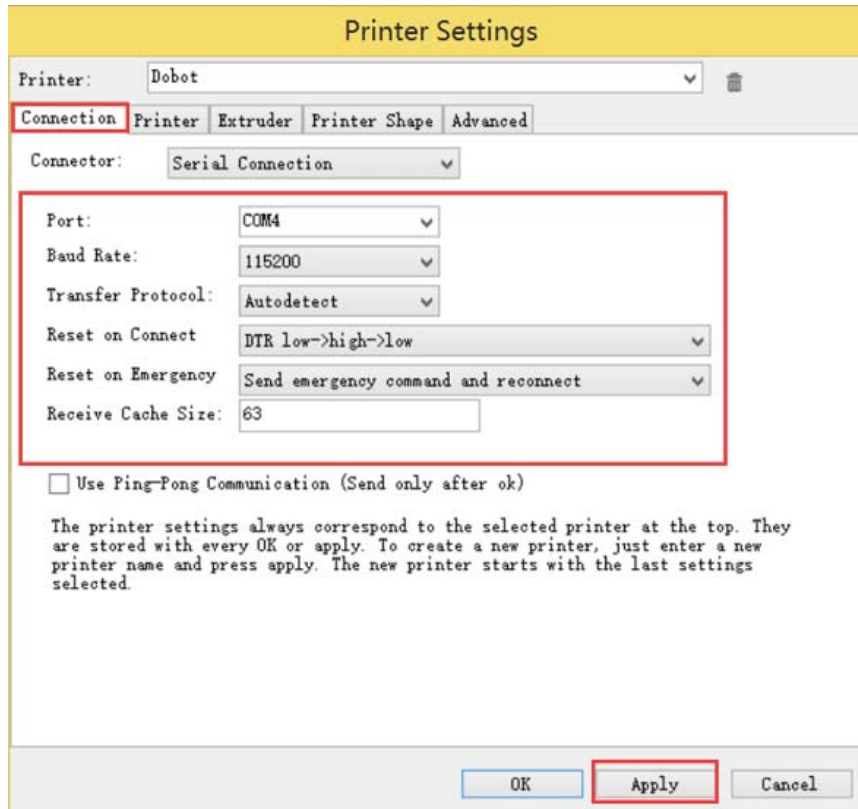 Printer Settings
Printer: Dobot
Connection Printer Extruder Printer Shape Advanced
Connector: Serial Connection
Port: COM4
Baud Rate: 115200
Transfer Protocol: Autodetect
Reset on Connect DTR low->high->low
Reset on Emergency Send emergency command and reconnect
Receive Cache Size: 63
Use Ping-Pong Communication (Send only after ok)
The printer settings always correspond to the selected printer at the top. They
are stored with every OK or apply. To create a new printer, just enter a new
printer name and press apply. The new printer starts with the last settings
selected.
OK Apply Cancel